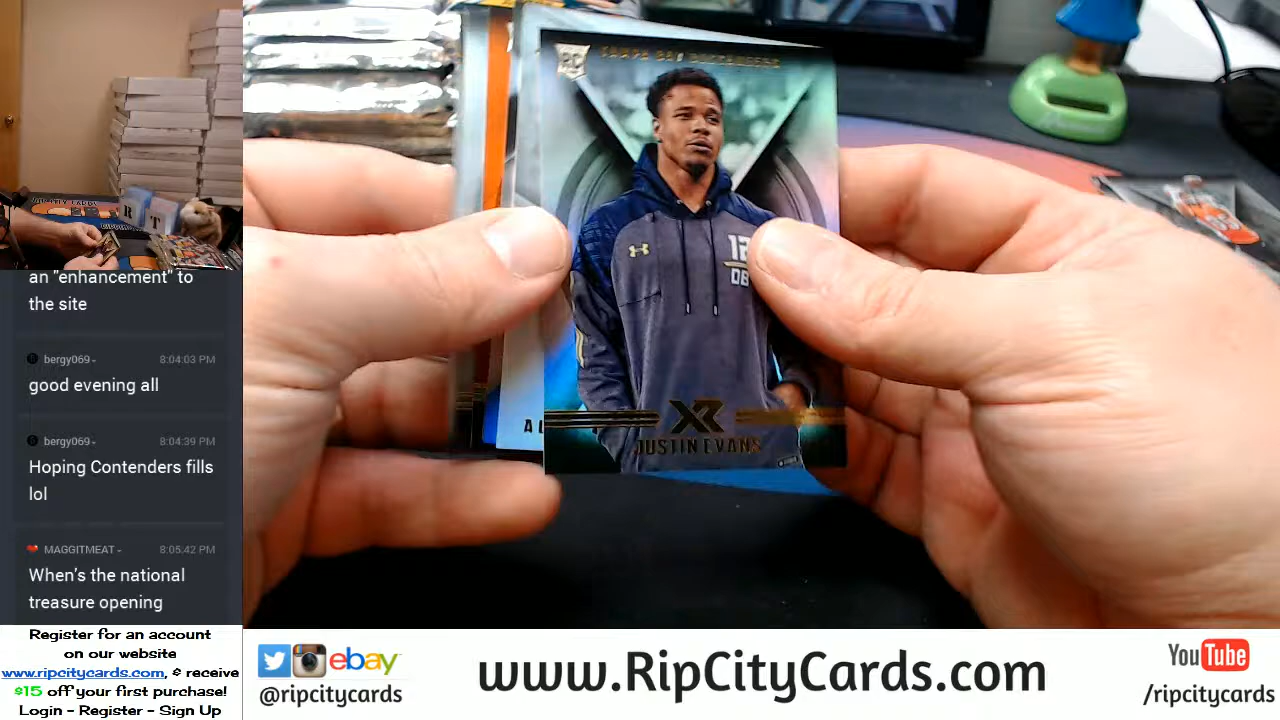 an "enhancement" to
the site
bergy069
8:04:03 PM
good evening all
bergy069
8:04:39 PM
Hoping Contenders fills
lol
MAGGITMEAT
8:05:42 PM
When's the national
treasure opening
Register for an account
on our website
www.ripcitycards.com, & receive
$15 off your first purchase!
Login - Register - Sign Up
R T
RC
TAMPA BAY BUCCANEERS
12
DB
AL
XR
JUSTIN EVANS
ebay
@ripcitycards
www.RipCityCards.com
YouTube
/ripcitycards